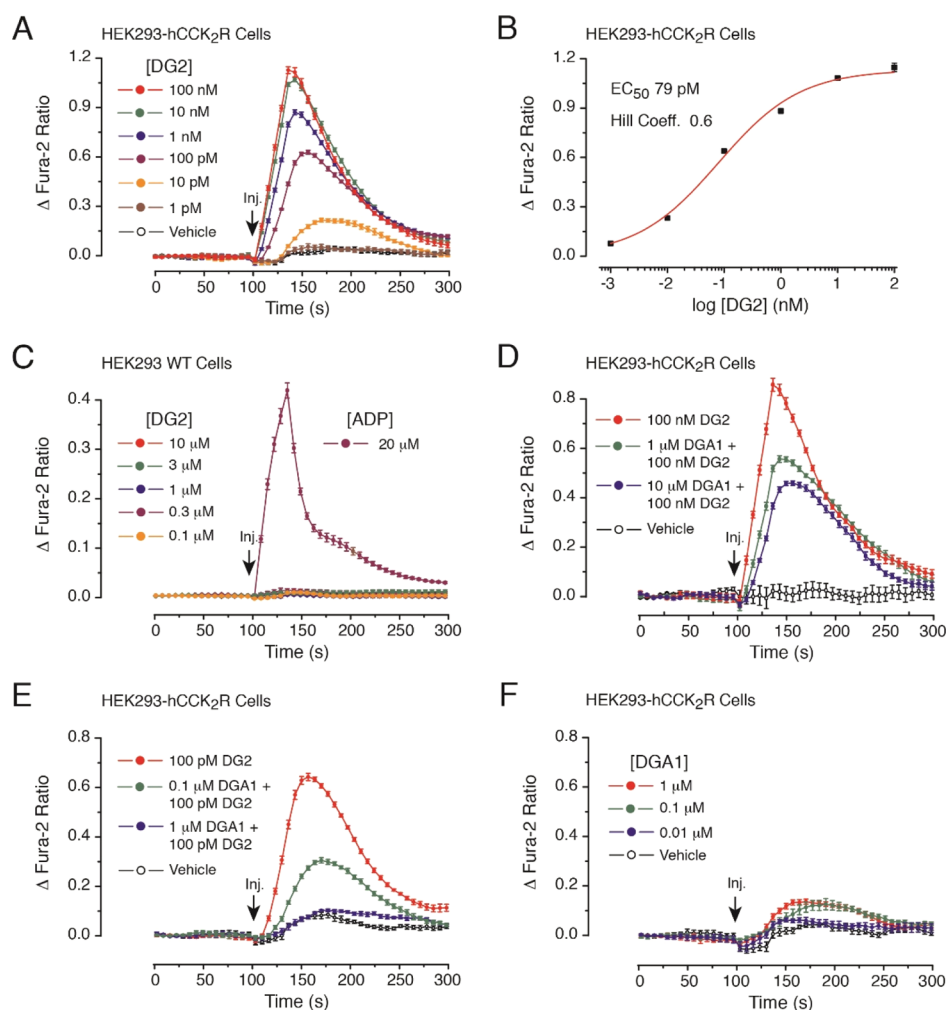 A
HEK293-hCCK2R Cells
Δ Fura-2 Ratio
1.2
0.9
0.6
0.3
0.0
[DG2]
100 nM
10 nM
1 nM
100 pM
10 pM
1 pM
Vehicle
Inj.
0 50 100 150 200 250 300
Time (s)
B
HEK293-hCCK2R Cells
Δ Fura-2 Ratio
1.2
0.9
0.6
0.3
0.0
EC50 79 pM
Hill Coeff. 0.6
-3 -2 -1 0 1 2
log [DG2] (nM)
C
HEK293 WT Cells
Δ Fura-2 Ratio
0.4
0.3
0.2
0.1
0.0
[DG2]
10 μM
3 μM
1 μM
0.3 μM
0.1 μM
[ADP]
20 μM
Inj.
0 50 100 150 200 250 300
Time (s)
D
HEK293-hCCK2R Cells
Δ Fura-2 Ratio
0.8
0.6
0.4
0.2
0.0
100 nM DG2
1 μM DGA1 +
100 nM DG2
10 μM DGA1 +
100 nM DG2
Vehicle
Inj.
0 50 100 150 200 250 300
Time (s)
E
HEK293-hCCK2R Cells
Δ Fura-2 Ratio
0.8
0.6
0.4
0.2
0.0
100 pM DG2
0.1 μM DGA1 +
100 pM DG2
1 μM DGA1 +
100 pM DG2
Vehicle
Inj.
0 50 100 150 200 250 300
Time (s)
F
HEK293-hCCK2R Cells
Δ Fura-2 Ratio
0.8
0.6
0.4
0.2
0.0
[DGA1]
1 μM
0.1 μM
0.01 μM
Vehicle
Inj.
0 50 100 150 200 250 300
Time (s)